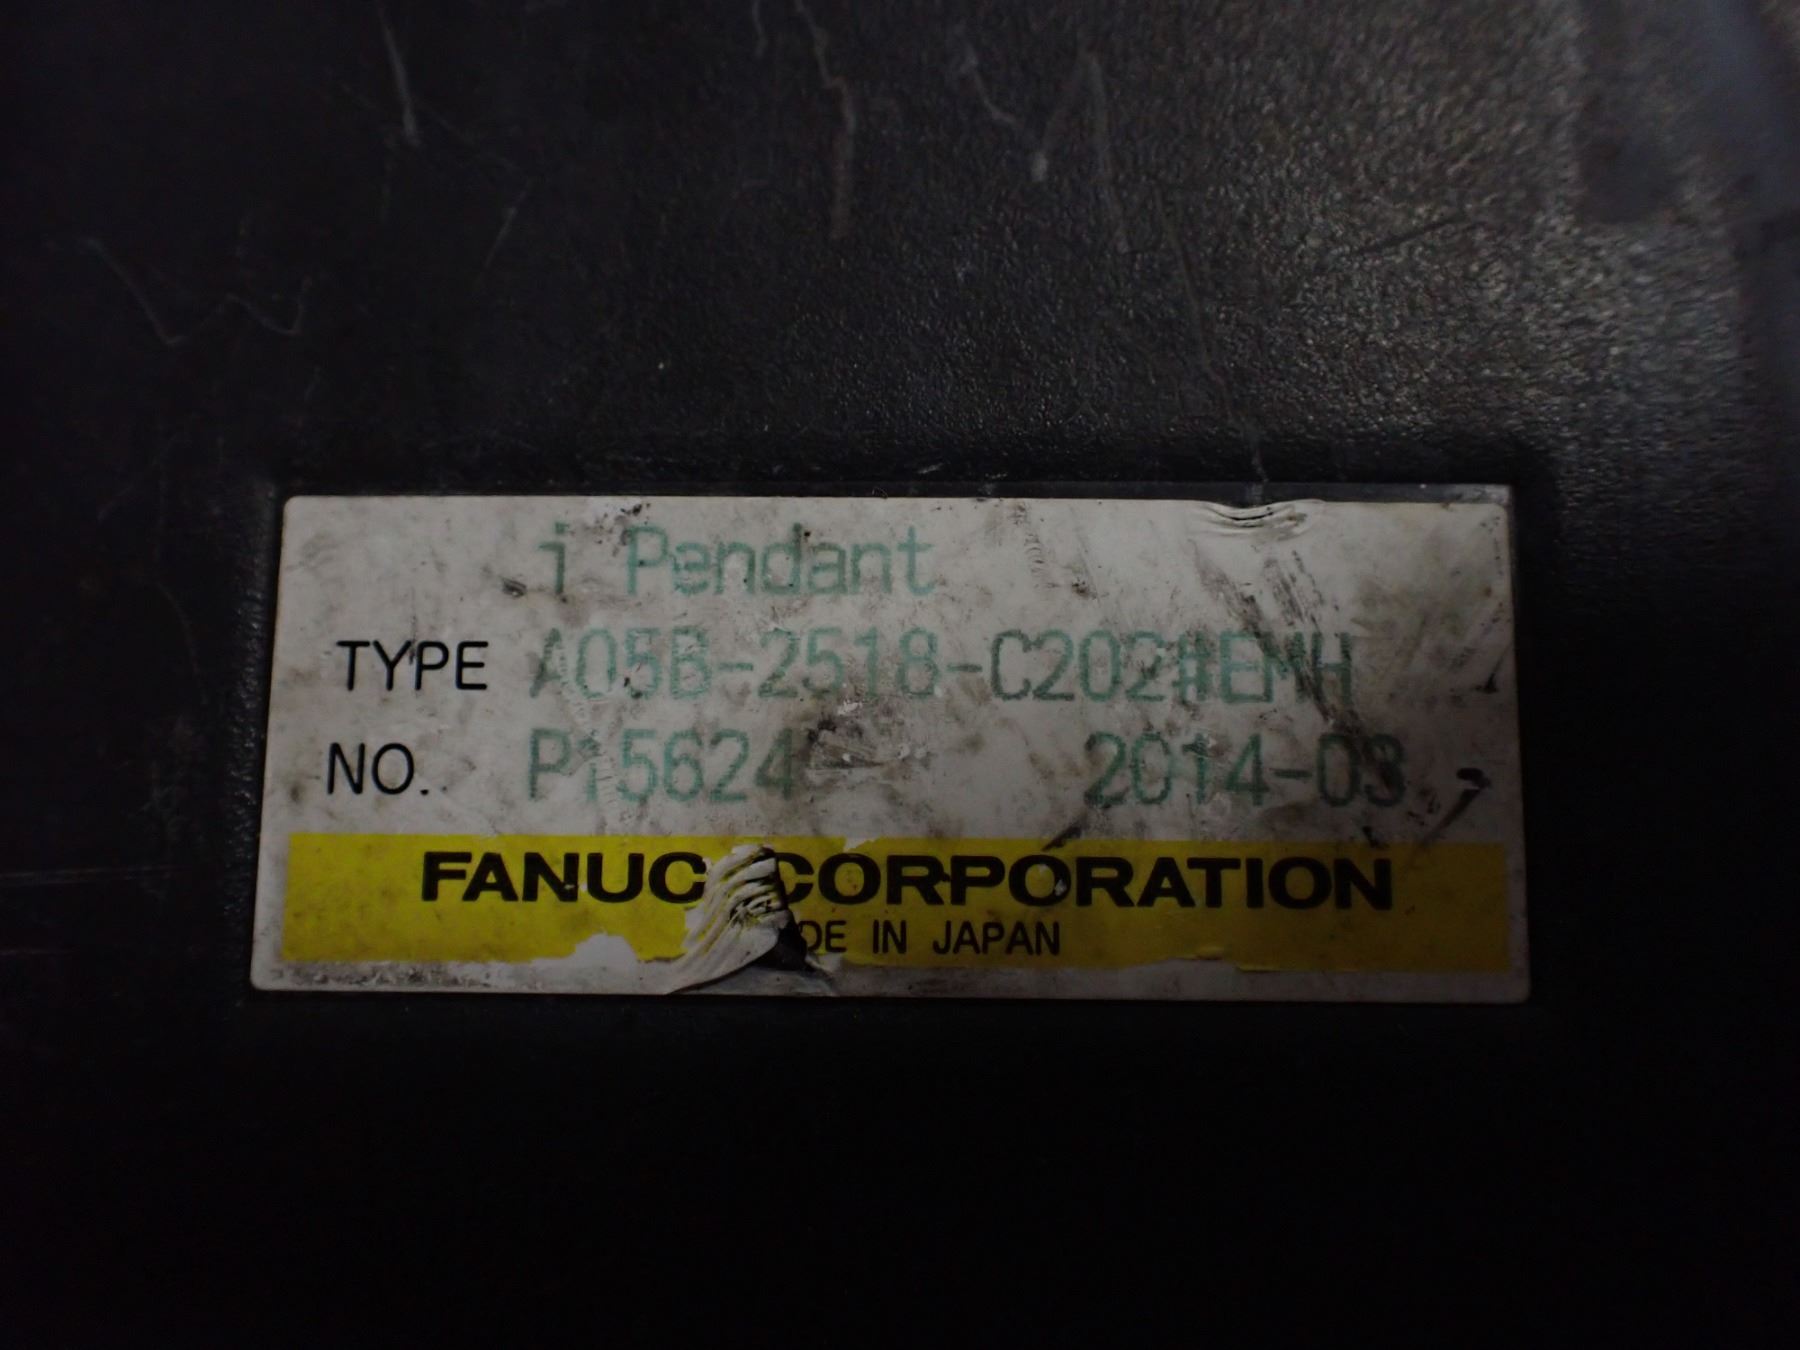 i Pendant
TYPE A05B-2518-C202#EMH
NO. P15624 2014-03
FANUC CORPORATION
DE IN JAPAN